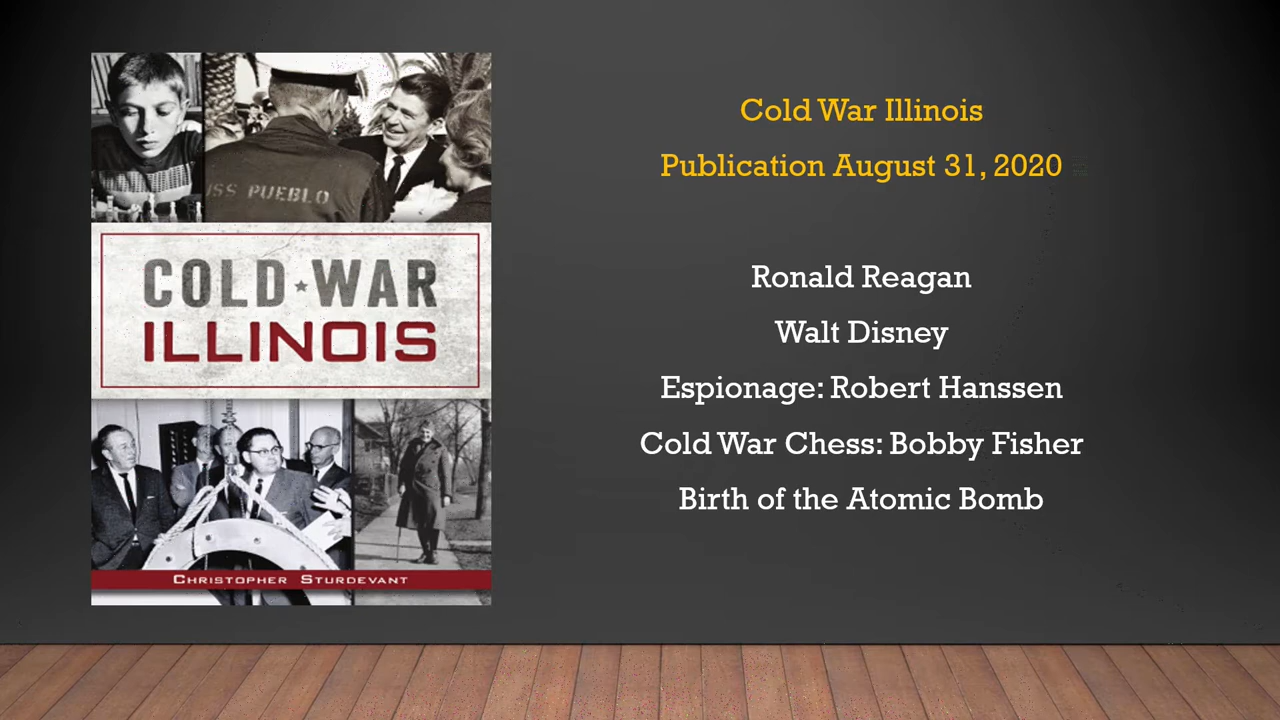 USS PUEBLO
COLD WAR
ILLINOIS
CHRISTOPHER STURDEVANT
Cold War Illinois
Publication August 31, 2020
Ronald Reagan
Walt Disney
Espionage: Robert Hanssen
Cold War Chess: Bobby Fisher
Birth of the Atomic Bomb